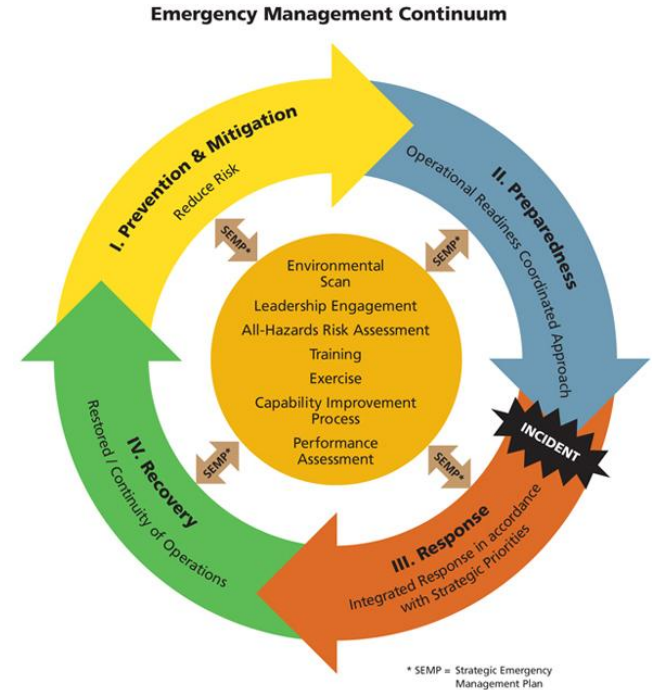 Emergency Management Continuum
I. Prevention & Mitigation
Reduce Risk
II. Preparedness
Operational Readiness Coordinated Approach
INCIDENT
III. Response
Integrated Response in accordance
with Strategic Priorities
IV. Recovery
Restored / Continuity of Operations
SEMP*
SEMP*
SEMP*
SEMP*
Environmental
Scan
Leadership Engagement
All-Hazards Risk Assessment
Training
Exercise
Capability Improvement
Process
Performance
Assessment
* SEMP = Strategic Emergency
Management Plan